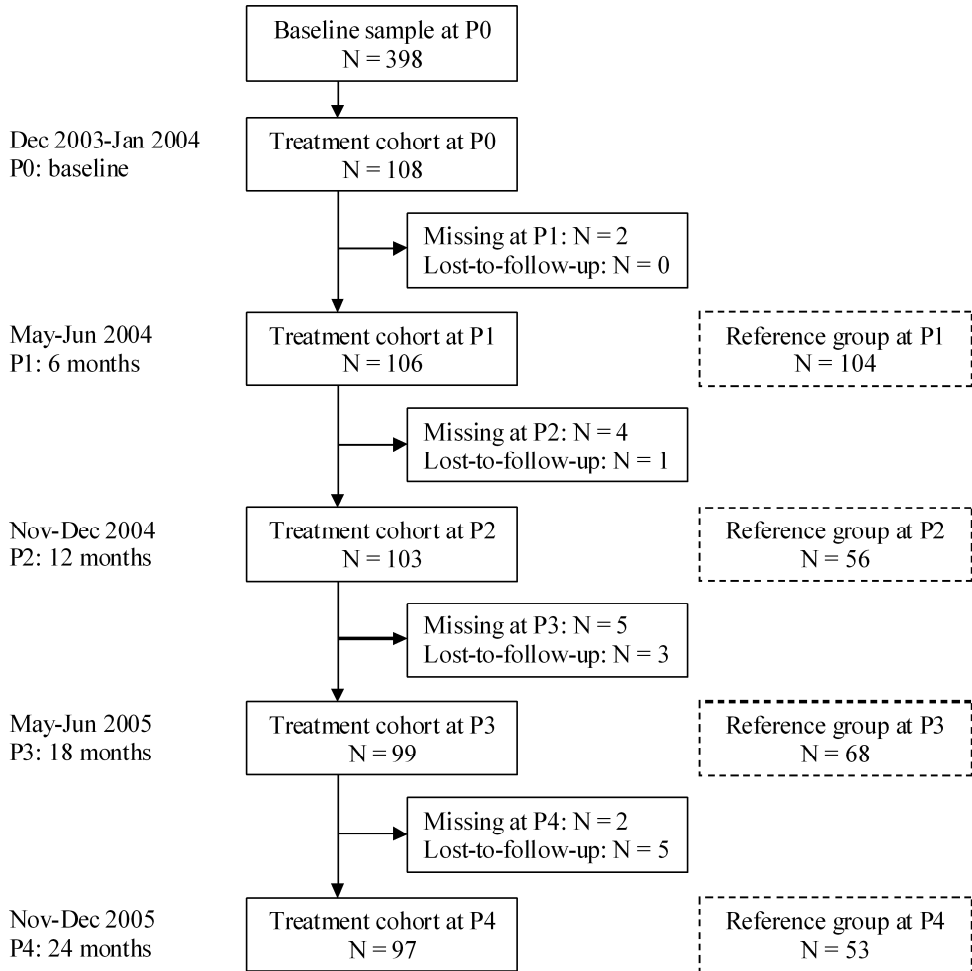 Baseline sample at P0
N = 398
Dec 2003-Jan 2004
P0: baseline
Treatment cohort at P0
N = 108
Missing at P1: N = 2
Lost-to-follow-up: N = 0
May-Jun 2004
P1: 6 months
Treatment cohort at P1
N = 106
Reference group at P1
N = 104
Missing at P2: N = 4
Lost-to-follow-up: N = 1
Nov-Dec 2004
P2: 12 months
Treatment cohort at P2
N = 103
Reference group at P2
N = 56
Missing at P3: N = 5
Lost-to-follow-up: N = 3
May-Jun 2005
P3: 18 months
Treatment cohort at P3
N = 99
Reference group at P3
N = 68
Missing at P4: N = 2
Lost-to-follow-up: N = 5
Nov-Dec 2005
P4: 24 months
Treatment cohort at P4
N = 97
Reference group at P4
N = 53